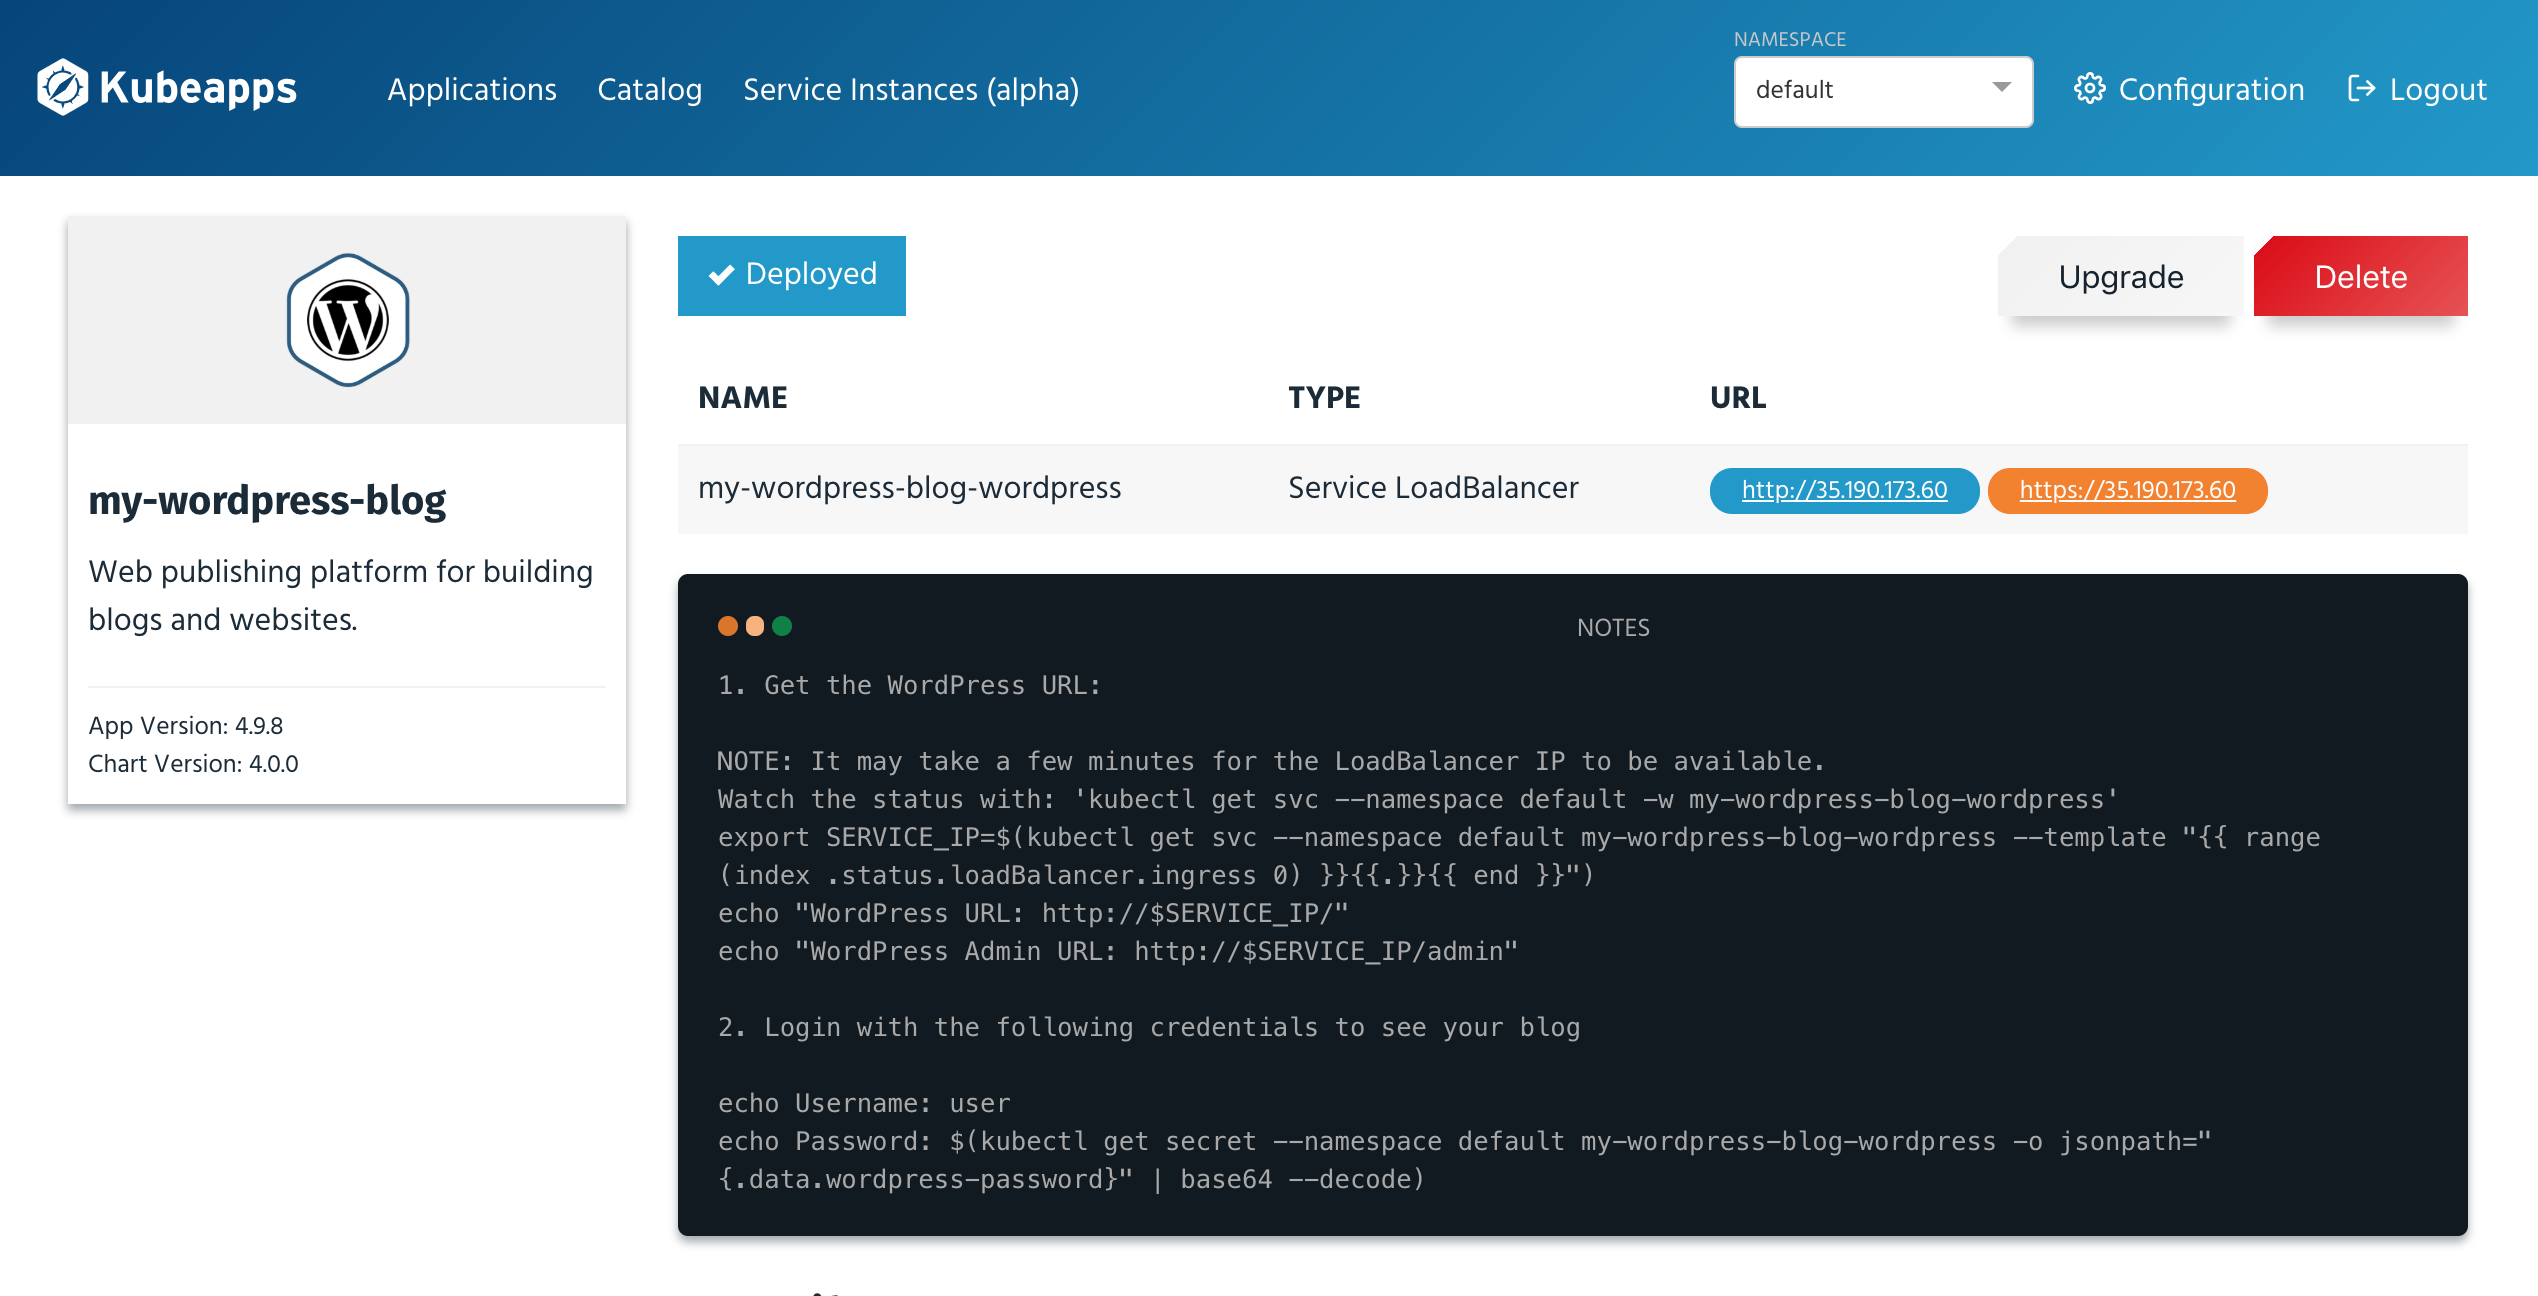 NAMESPACE
Kubeapps Applications Catalog Service Instances (alpha) default Configuration Logout
Deployed Upgrade Delete
NAME TYPE URL
my-wordpress-blog-wordpress Service LoadBalancer http://35.190.173.60 https://35.190.173.60
my-wordpress-blog
Web publishing platform for building
blogs and websites.
App Version: 4.9.8
Chart Version: 4.0.0
NOTES
1. Get the WordPress URL:
NOTE: It may take a few minutes for the LoadBalancer IP to be available.
Watch the status with: 'kubectl get svc --namespace default -w my-wordpress-blog-wordpress'
export SERVICE_IP=$(kubectl get svc --namespace default my-wordpress-blog-wordpress --template "{{ range
(index .status.loadBalancer.ingress 0) }}{{.}}{{ end }}")
echo "WordPress URL: http://$SERVICE_IP/"
echo "WordPress Admin URL: http://$SERVICE_IP/admin"
2. Login with the following credentials to see your blog
echo Username: user
echo Password: $(kubectl get secret --namespace default my-wordpress-blog-wordpress -o jsonpath="
{.data.wordpress-password}" | base64 --decode)